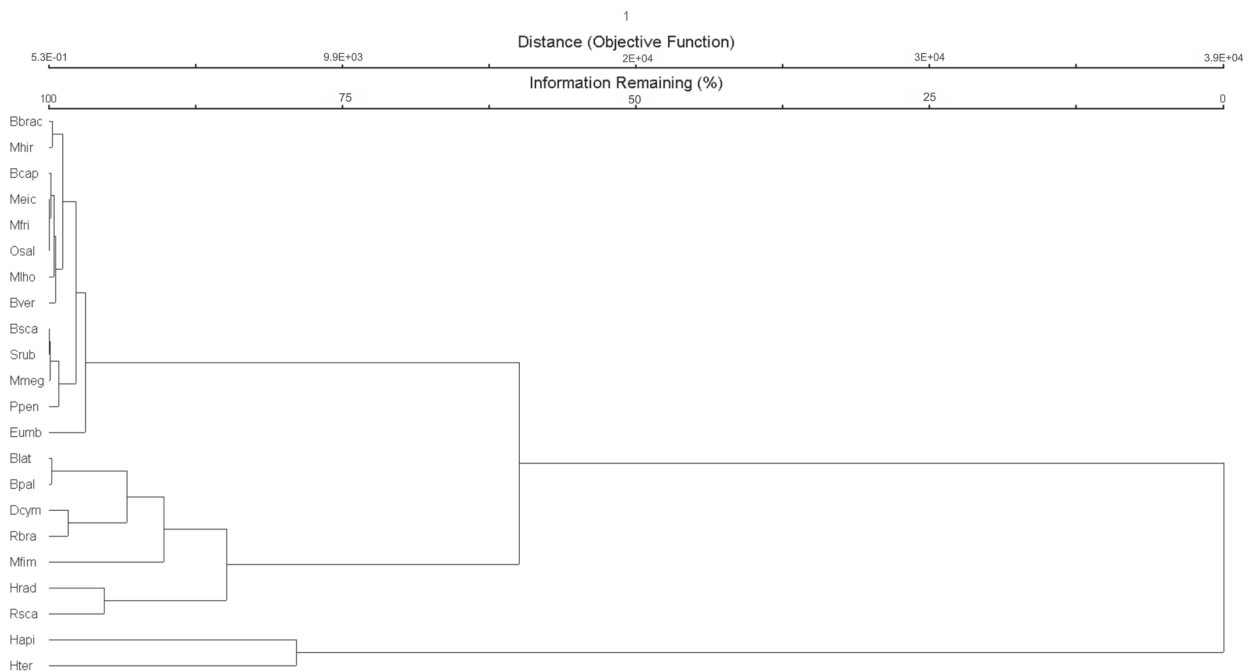 1
Distance (Objective Function)
5.3E-01 9.9E+03 2E+04 3E+04 3.9E+04
Information Remaining (%)
100 75 50 25 0
Bbrac
Mhir
Bcap
Meic
Mfri
Osal
Mlho
Bver
Bsca
Srub
Mmeg
Ppen
Eumb
Blat
Bpal
Dcym
Rbra
Mfim
Hrad
Rsca
Hapi
Hter